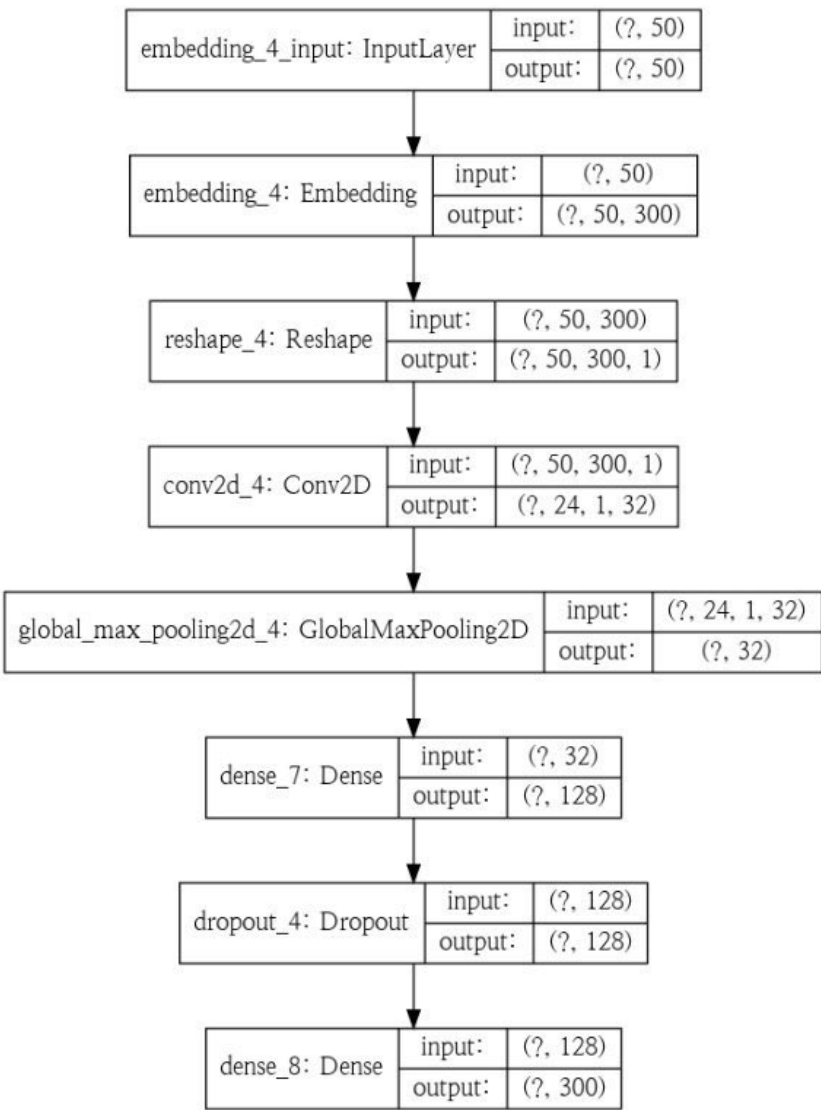 embedding_4_input: InputLayer input: (?, 50)
output: (?, 50)
embedding_4: Embedding input: (?, 50)
output: (?, 50, 300)
reshape_4: Reshape input: (?, 50, 300)
output: (?, 50, 300, 1)
conv2d_4: Conv2D input: (?, 50, 300, 1)
output: (?, 24, 1, 32)
global_max_pooling2d_4: GlobalMaxPooling2D input: (?, 24, 1, 32)
output: (?, 32)
dense_7: Dense input: (?, 32)
output: (?, 128)
dropout_4: Dropout input: (?, 128)
output: (?, 128)
dense_8: Dense input: (?, 128)
output: (?, 300)